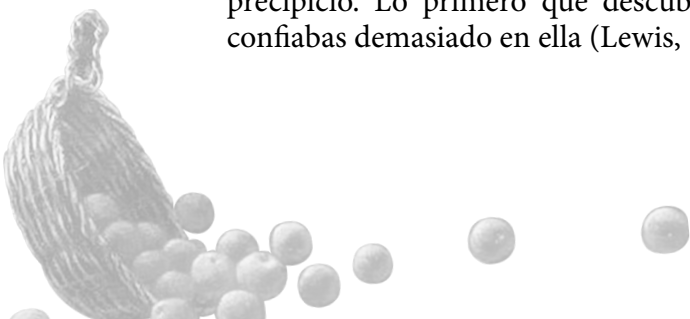 precipicio. Lo primero que descub
confiabas demasiado en ella (Lewis,